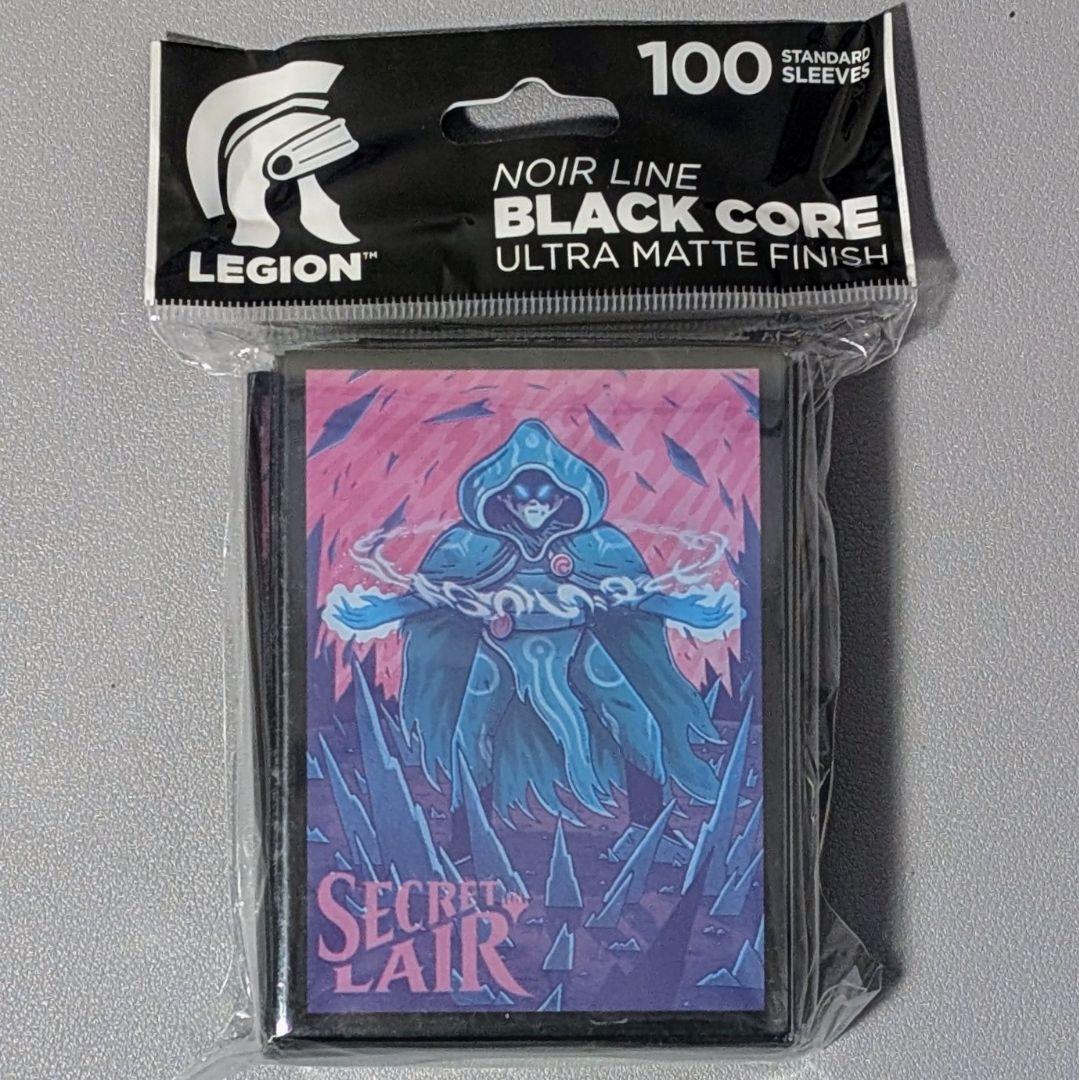 100 STANDARD
SLEEVES
NOIR LINE
BLACK CORE
ULTRA MATTE FINISH
LEGION™
SECRET
LAIR